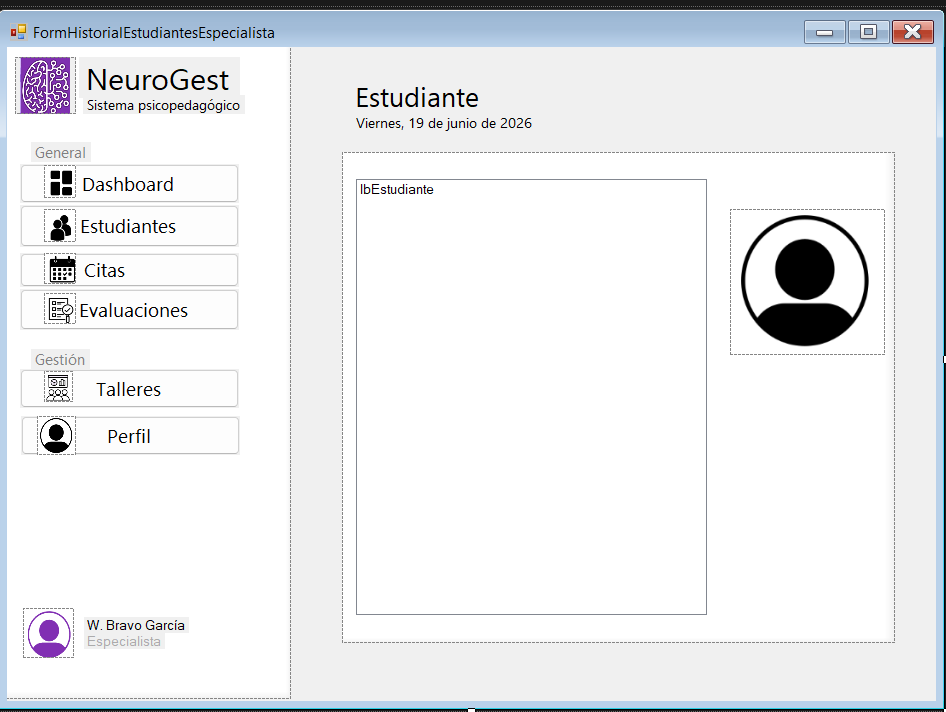 FormHistorialEstudiantesEspecialista
NeuroGest
Sistema psicopedagógico
General
Dashboard
Estudiantes
Citas
Evaluaciones
Gestión
Talleres
Perfil
W. Bravo García
Especialista
Estudiante
Viernes, 19 de junio de 2026
lbEstudiante